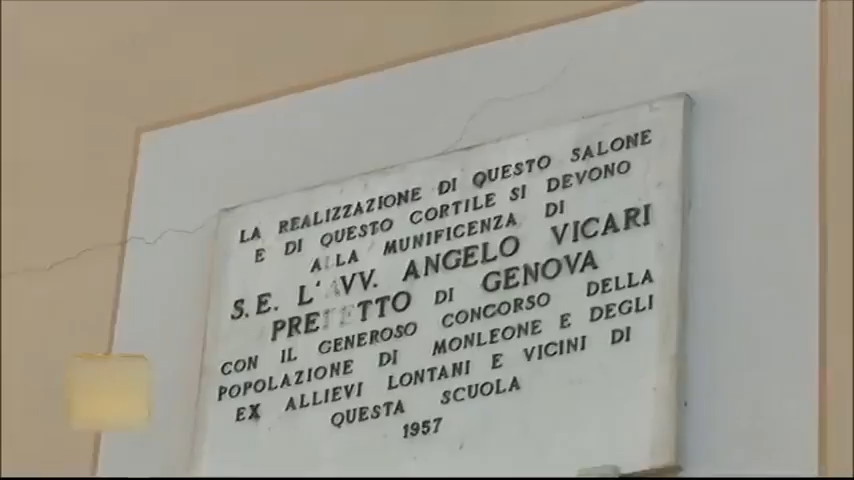 LA REALIZZAZIONE DI QUESTO SALONE
E DI QUESTO CORTILE SI DEVONO
ALLA MUNIFICENZA DI
S.E. L'AVV. ANGELO VICARI
PREFETTO DI GENOVA
CON IL GENEROSO CONCORSO DELLA
POPOLAZIONE DI MONLEONE E DEGLI
EX ALLIEVI LONTANI E VICINI DI
QUESTA SCUOLA
1957